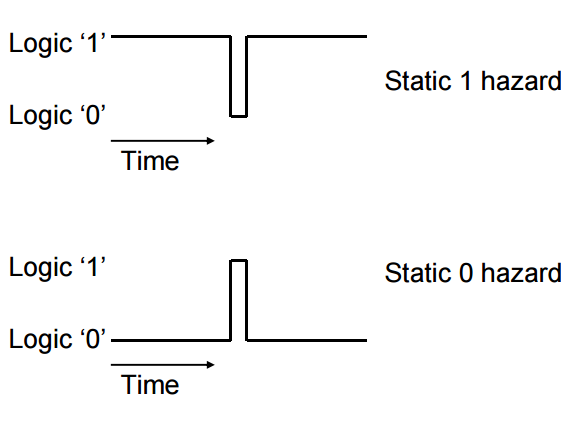 Logic ‘1’
Static 1 hazard
Logic ‘0’
Time
Logic ‘1’
Static 0 hazard
Logic ‘0’
Time